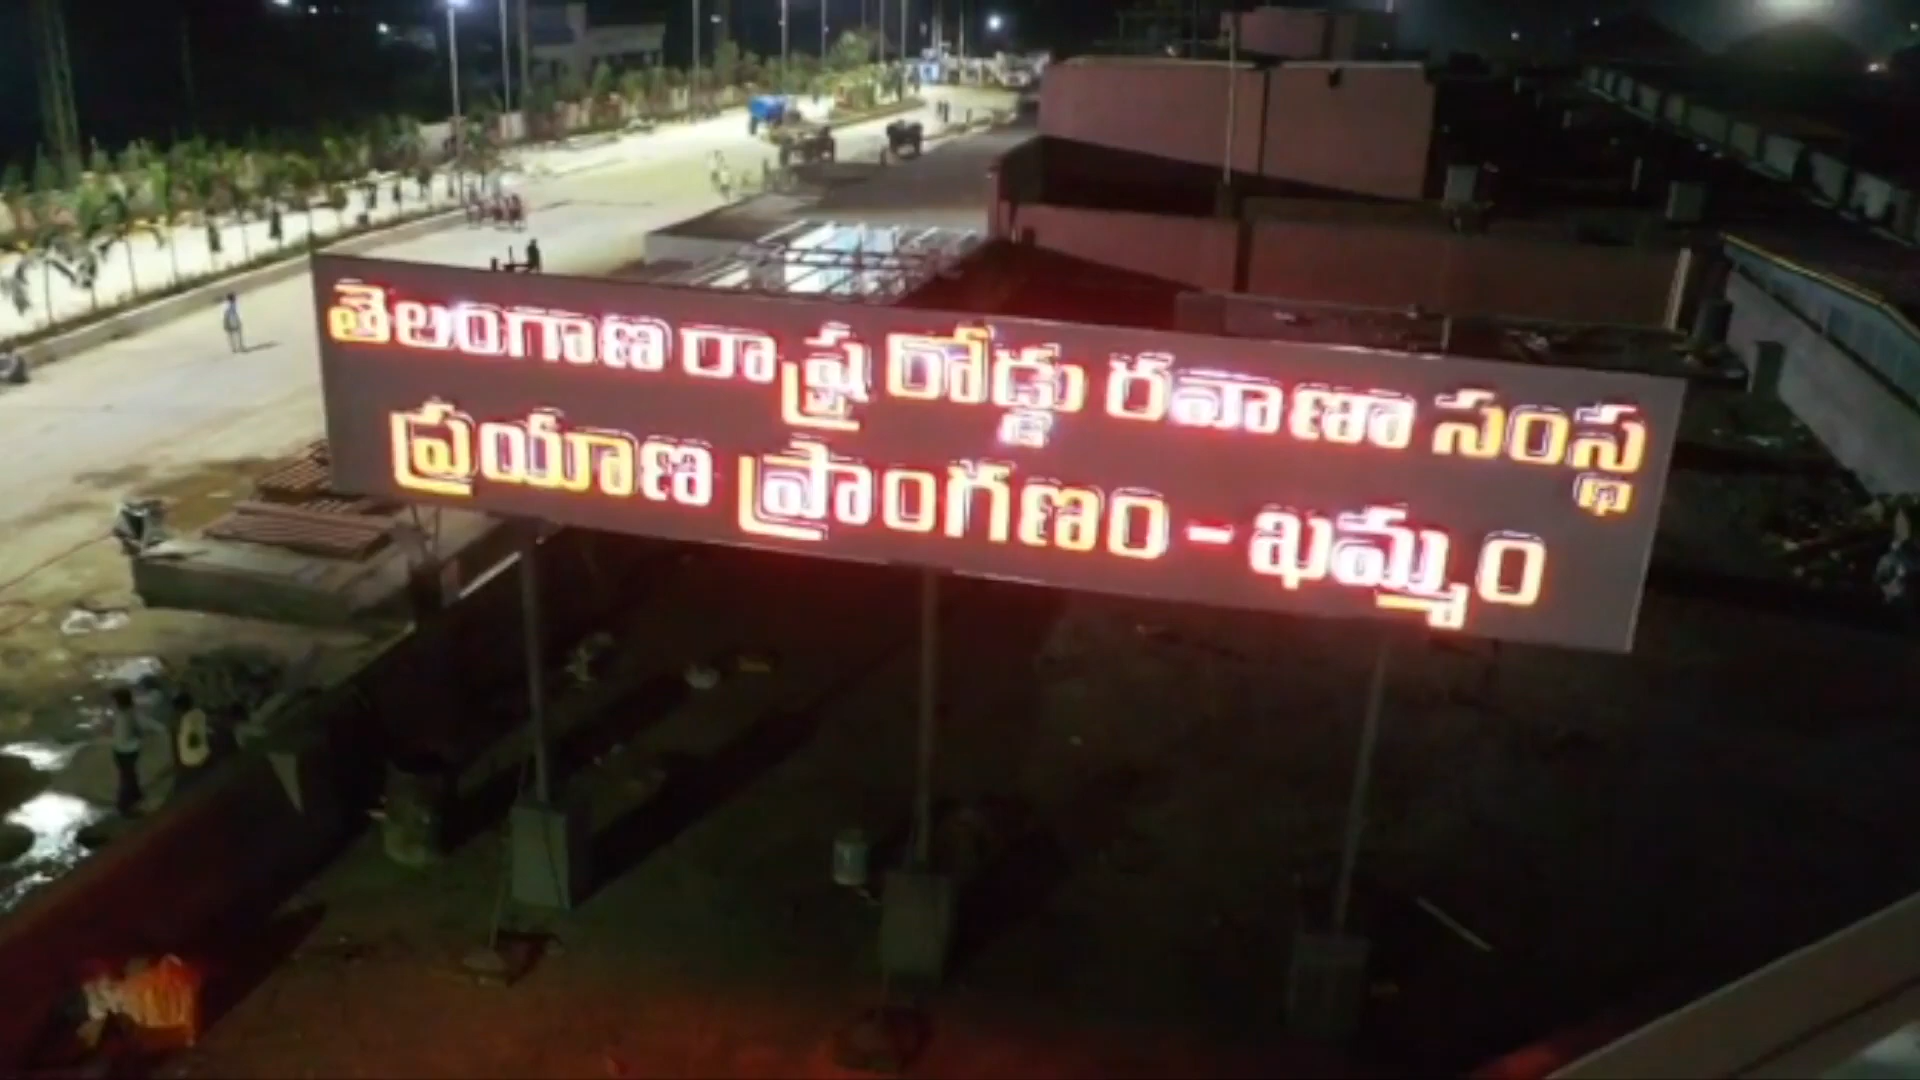 తెలంగాణ రాష్ట్ర రోడ్డు రవాణా సంస్థ
ప్రయాణ ప్రాంగణం - ఖమ్మం